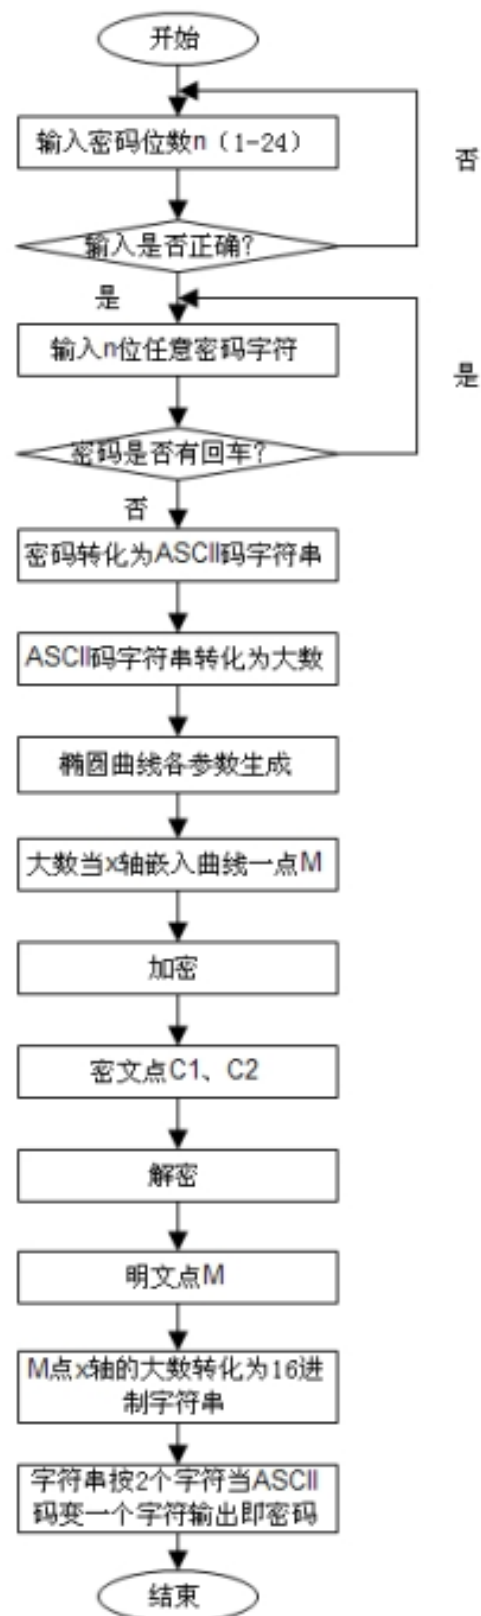 开始
输入密码位数n（1-24）
否
输入是否正确?
是
输入n位任意密码字符
是
密码是否有回车?
否
密码转化为ASCII码字符串
ASCII码字符串转化为大数
椭圆曲线各参数生成
大数当x轴嵌入曲线一点M
加密
密文点C1、C2
解密
明文点M
M点x轴的大数转化为16进
制字符串
字符串按2个字符当ASCII
码变一个字符输出即密码
结束